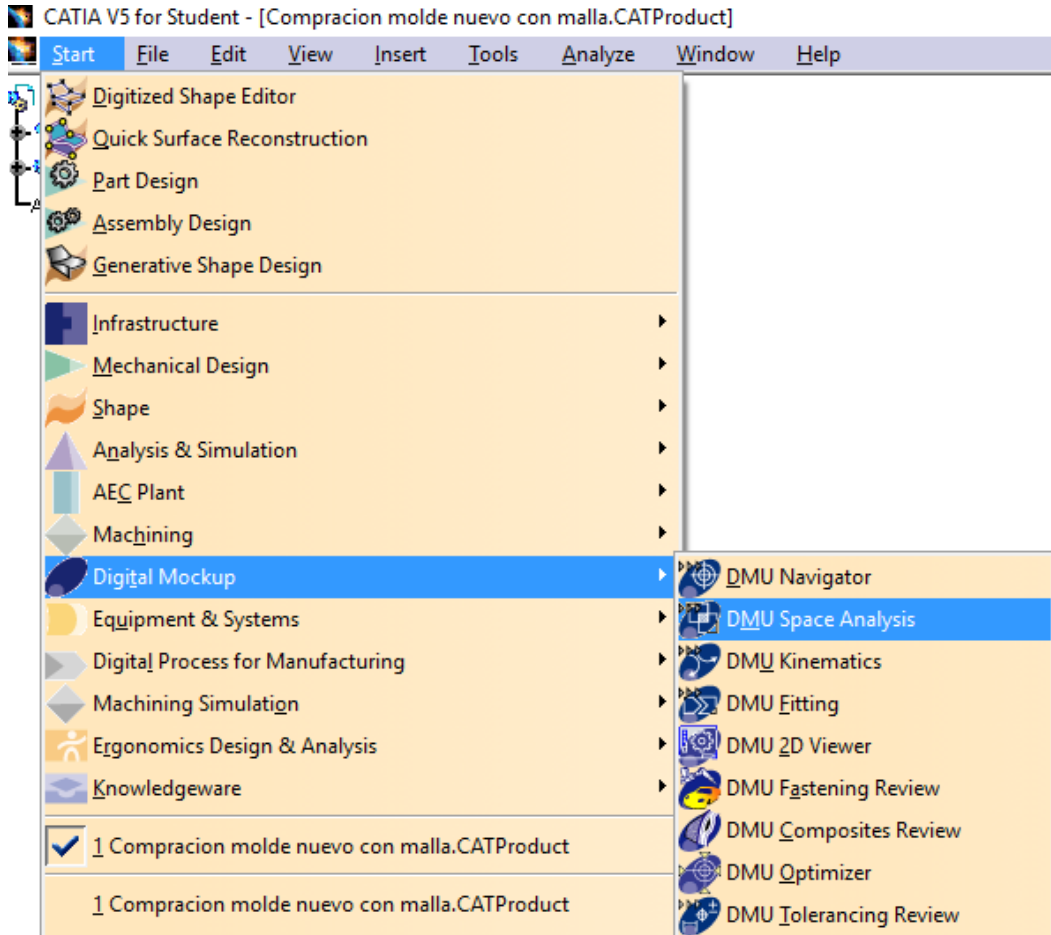 CATIA V5 for Student - [Compracion molde nuevo con malla.CATProduct]
Start File Edit View Insert Tools Analyze Window Help
Digitized Shape Editor
Quick Surface Reconstruction
Part Design
Assembly Design
Generative Shape Design
Infrastructure
Mechanical Design
Shape
Analysis & Simulation
AEC Plant
Machining
Digital Mockup
Equipment & Systems
Digital Process for Manufacturing
Machining Simulation
Ergonomics Design & Analysis
Knowledgeware
1 Compracion molde nuevo con malla.CATProduct
1 Compracion molde nuevo con malla.CATProduct
DMU Navigator
DMU Space Analysis
DMU Kinematics
DMU Fitting
DMU 2D Viewer
DMU Fastening Review
DMU Composites Review
DMU Optimizer
DMU Tolerancing Review